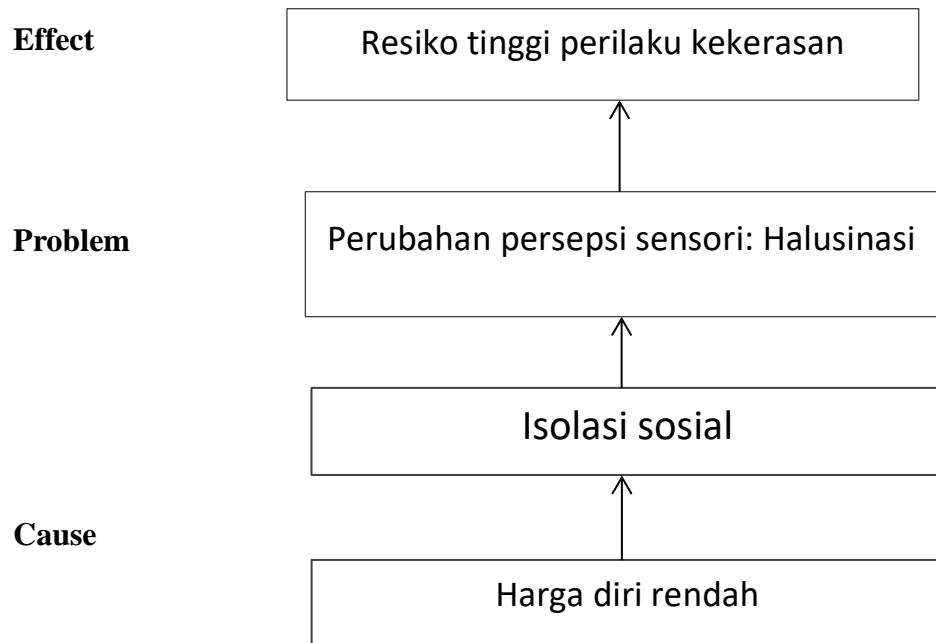 Effect
Resiko tinggi perilaku kekerasan
Problem
Perubahan persepsi sensori: Halusinasi
Isolasi sosial
Cause
Harga diri rendah